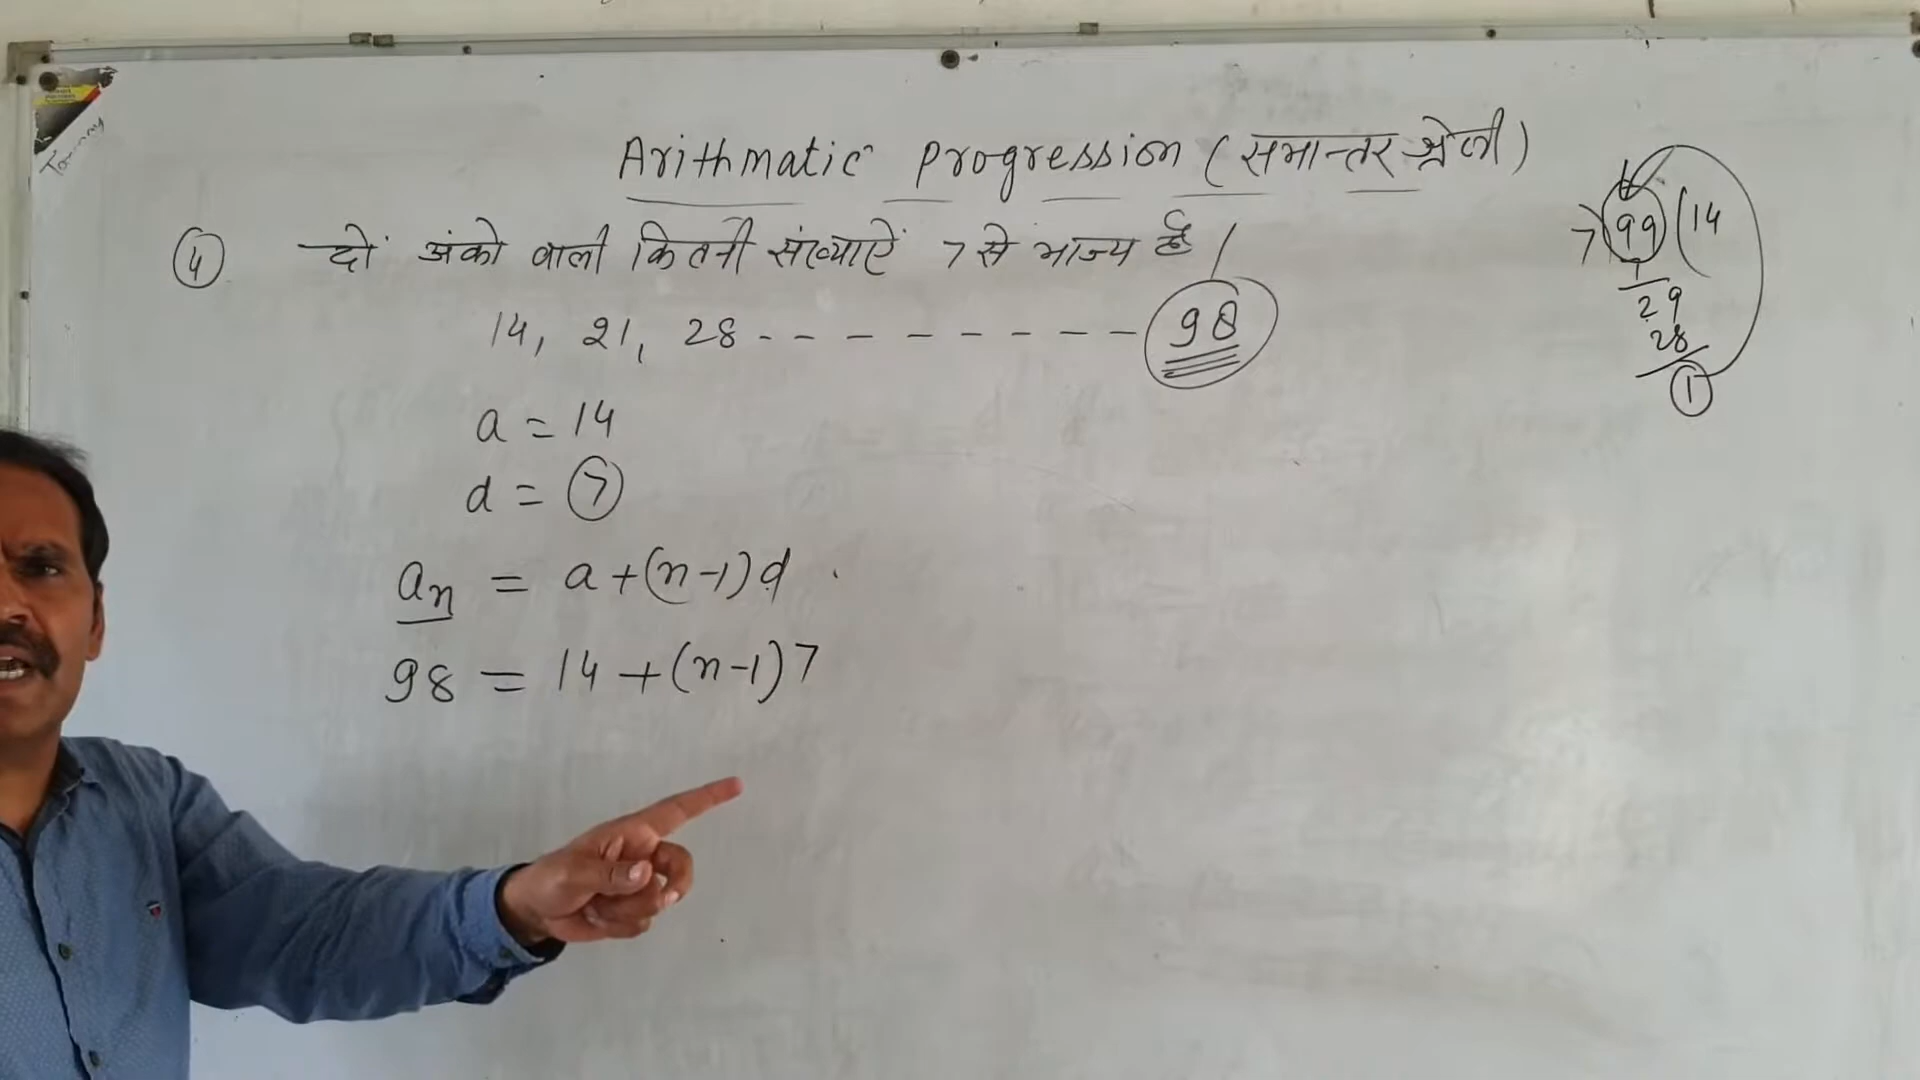 Arithmatic Progression (समान्तर श्रेणी)
④ दो अंको वाली कितनी संख्याऐं 7 से भाज्य है।
14, 21, 28 - - - - - - - - 98
a = 14
d = 7
an = a+(n-1)d
98 = 14+(n-1)7
7)99(14
7
29
28
1